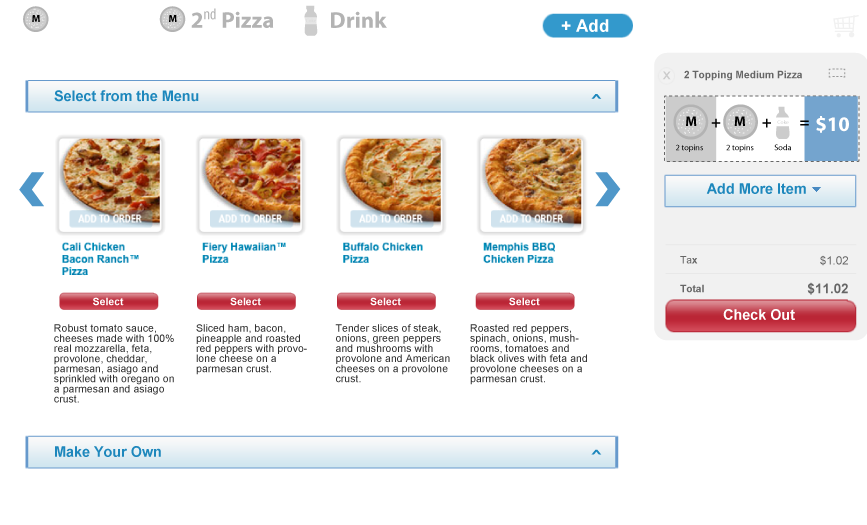 M
M 2nd Pizza
Drink
+ Add
Select from the Menu
x 2 Topping Medium Pizza
M + M + = $10
2 topins 2 topins Soda
Add More Item
ADD TO ORDER
ADD TO ORDER
ADD TO ORDER
ADD TO ORDER
Cali Chicken
Bacon Ranch™
Pizza
Select
Robust tomato sauce,
cheeses made with 100%
real mozzarella, feta,
provolone, cheddar,
parmesan, asiago and
sprinkled with oregano on
a parmesan and asiago
crust.
Fiery Hawaiian™
Pizza
Select
Sliced ham, bacon,
pineapple and roasted
red peppers with provo-
lone cheese on a
parmesan crust.
Buffalo Chicken
Pizza
Select
Tender slices of steak,
onions, green peppers
and mushrooms with
provolone and American
cheeses on a provolone
crust.
Memphis BBQ
Chicken Pizza
Select
Roasted red peppers,
spinach, onions, mush-
rooms, tomatoes and
black olives with feta and
provolone cheeses on a
parmesan crust.
Tax $1.02
Total $11.02
Check Out
Make Your Own